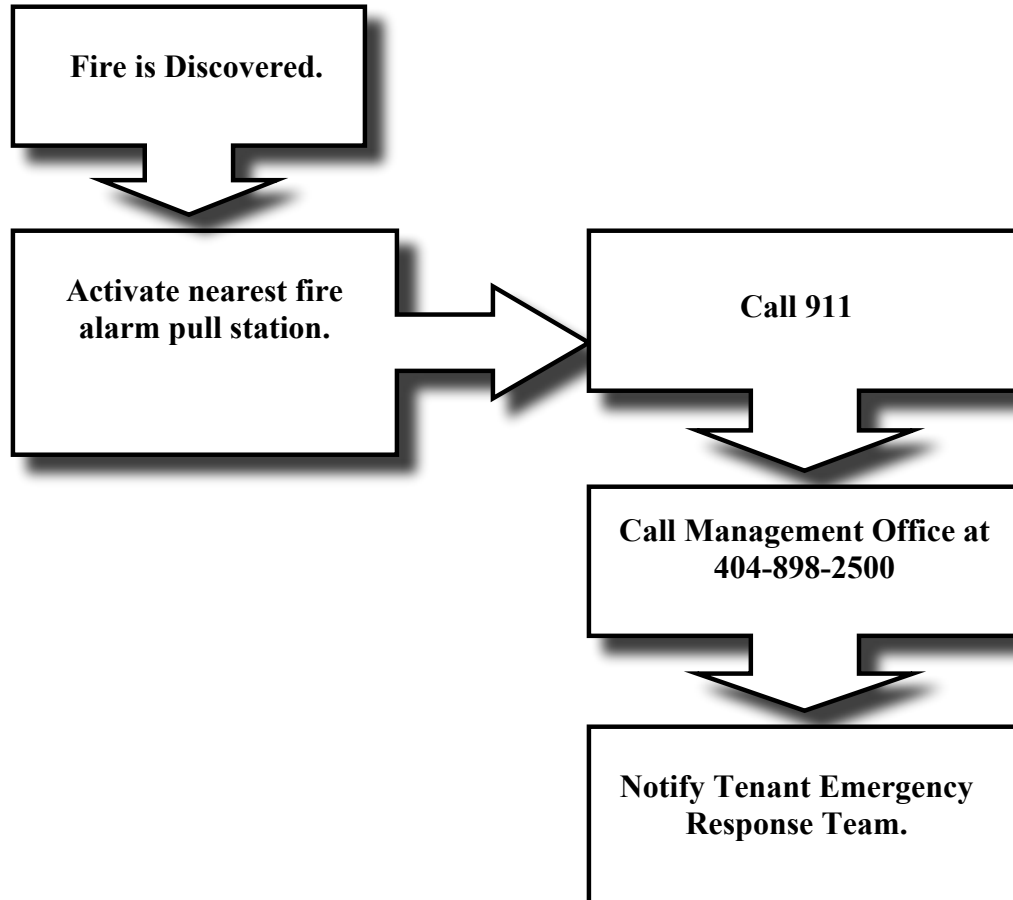 Fire is Discovered.
Activate nearest fire
alarm pull station.
Call 911
Call Management Office at
404-898-2500
Notify Tenant Emergency
Response Team.